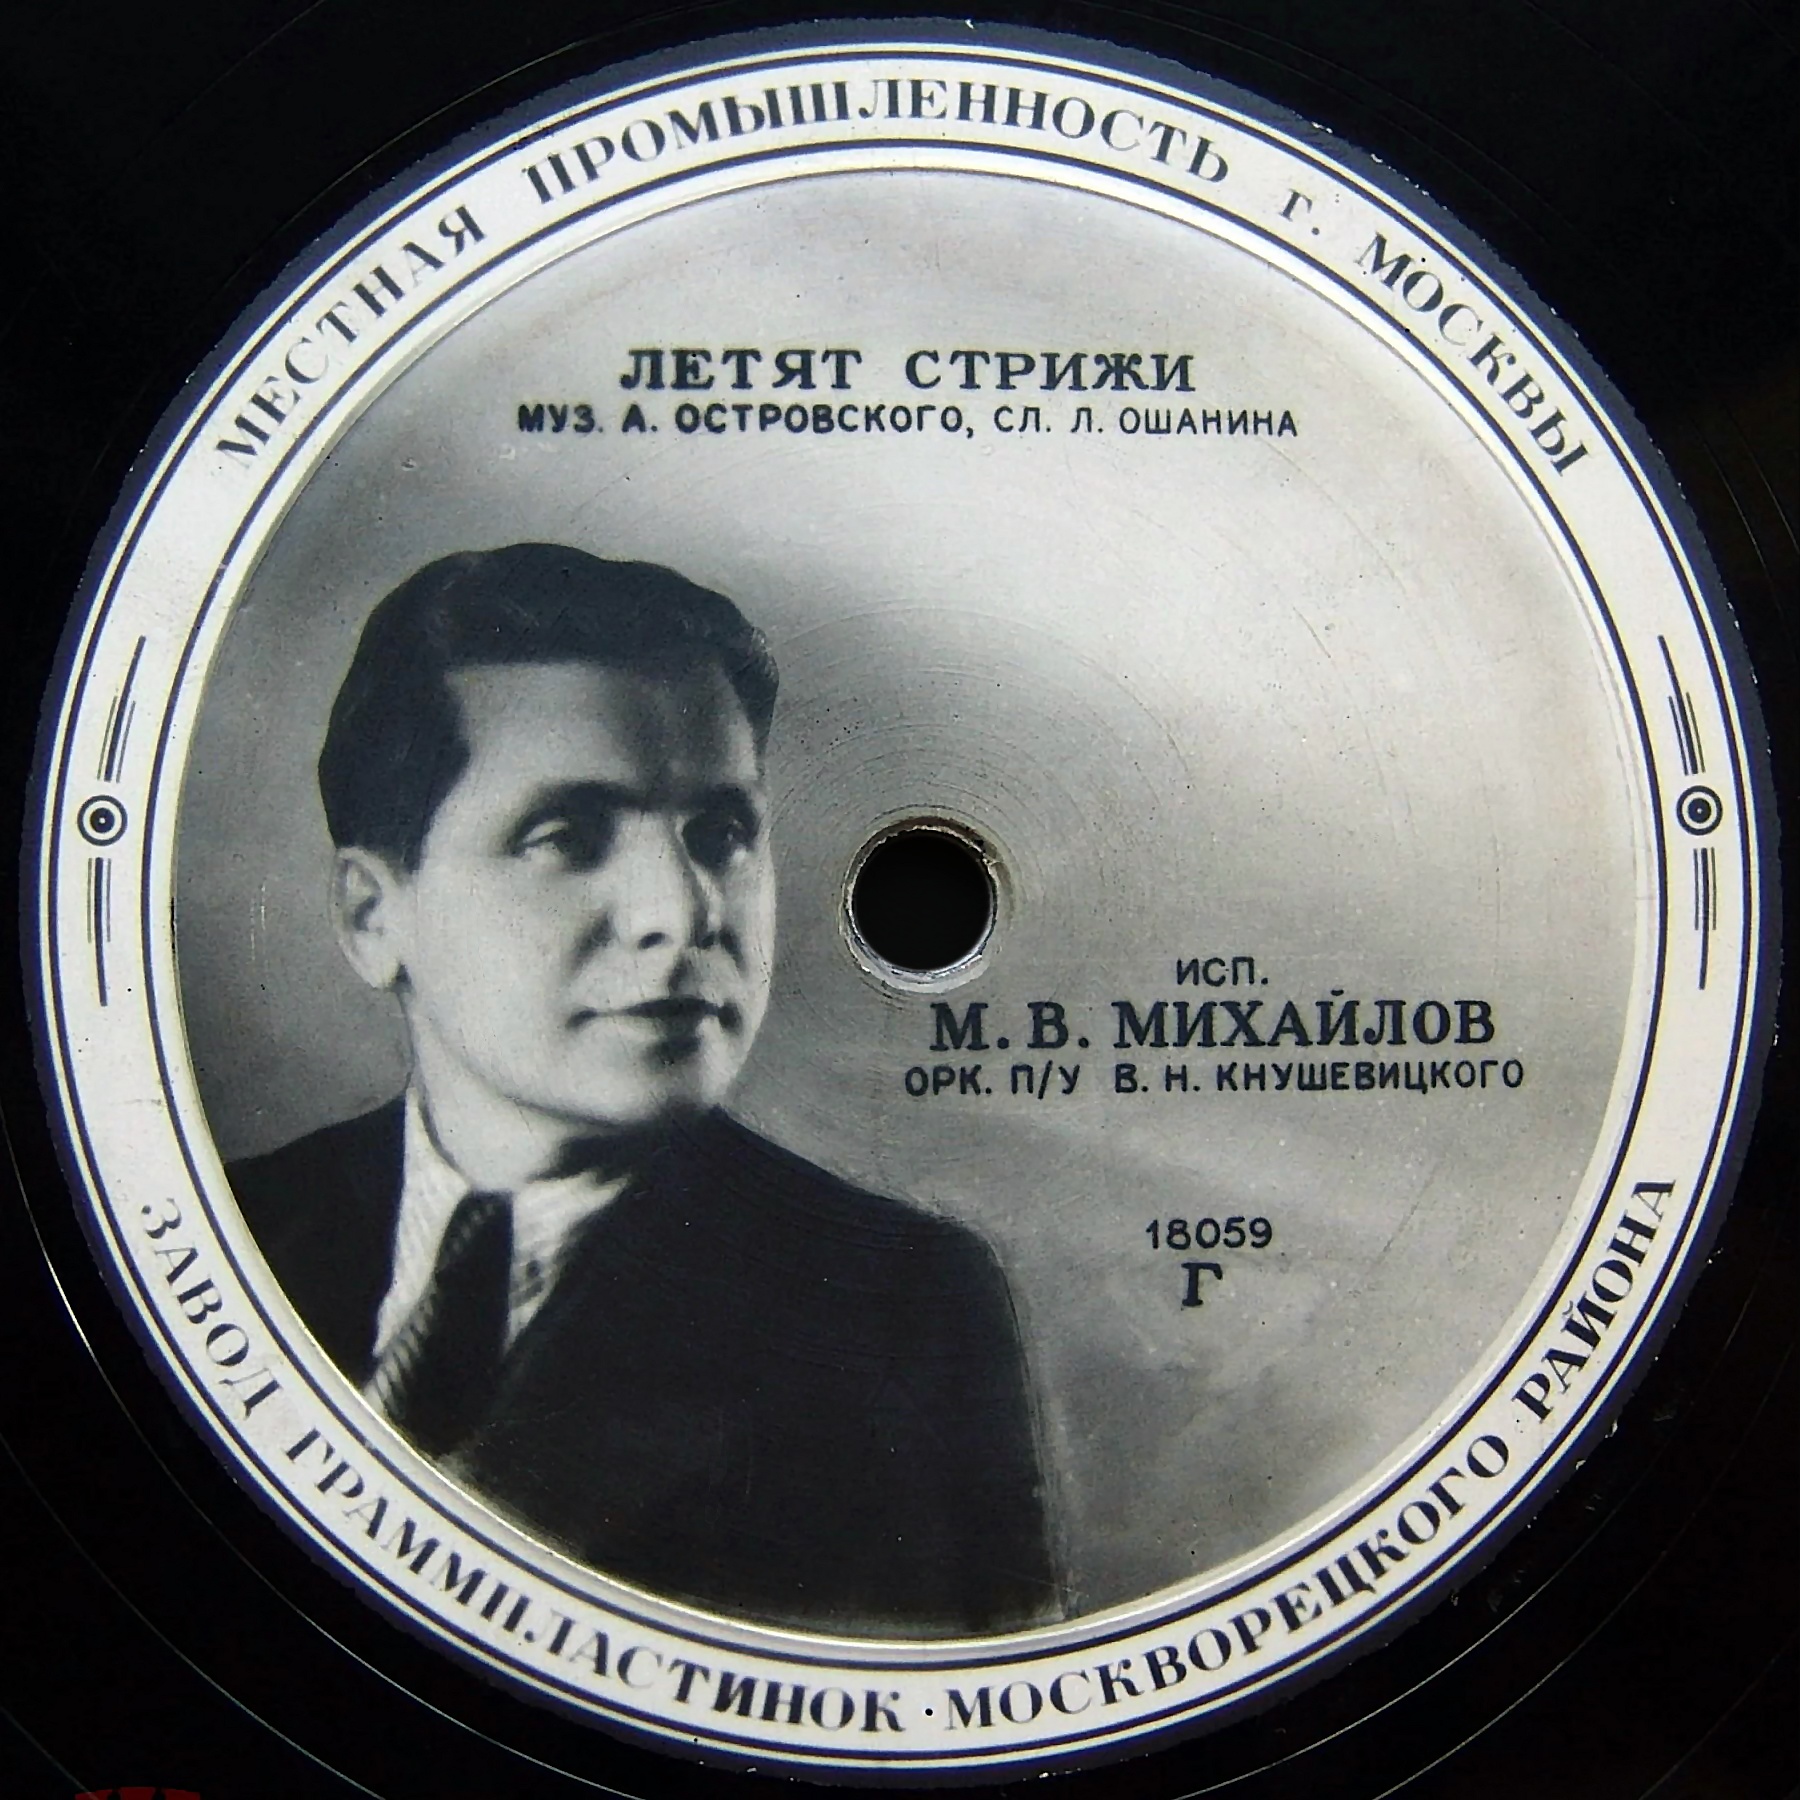 МЕСТНАЯ ПРОМЫШЛЕННОСТЬ г. МОСКВЫ
ЛЕТЯТ СТРИЖИ
МУЗ. А. ОСТРОВСКОГО, СЛ. Л. ОШАНИНА
ИСП.
М. В. МИХАЙЛОВ
ОРК. П/У В. Н. КНУШЕВИЦКОГО
18059
Г
ЗАВОД ГРАММПЛАСТИНОК · МОСКВОРЕЦКОГО РАЙОНА